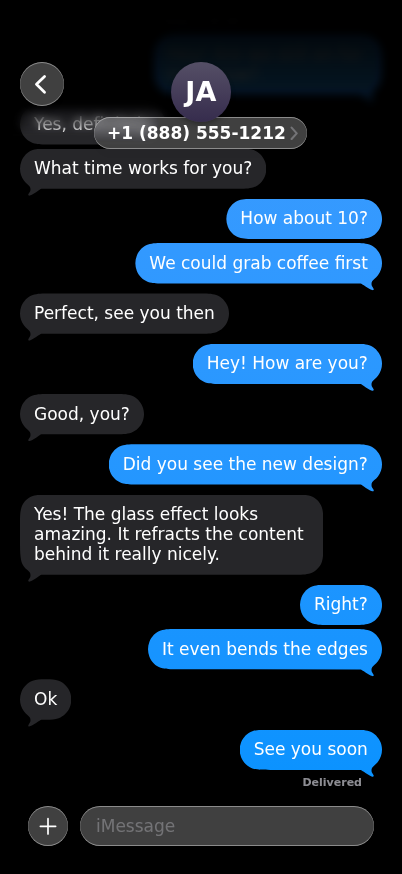 JA
+1 (888) 555-1212
Yes,
What time works for you?
How about 10?
We could grab coffee first
Perfect, see you then
Hey! How are you?
Good, you?
Did you see the new design?
Yes! The glass effect looks
amazing. It refracts the content
behind it really nicely.
Right?
It even bends the edges
Ok
See you soon
Delivered
iMessage